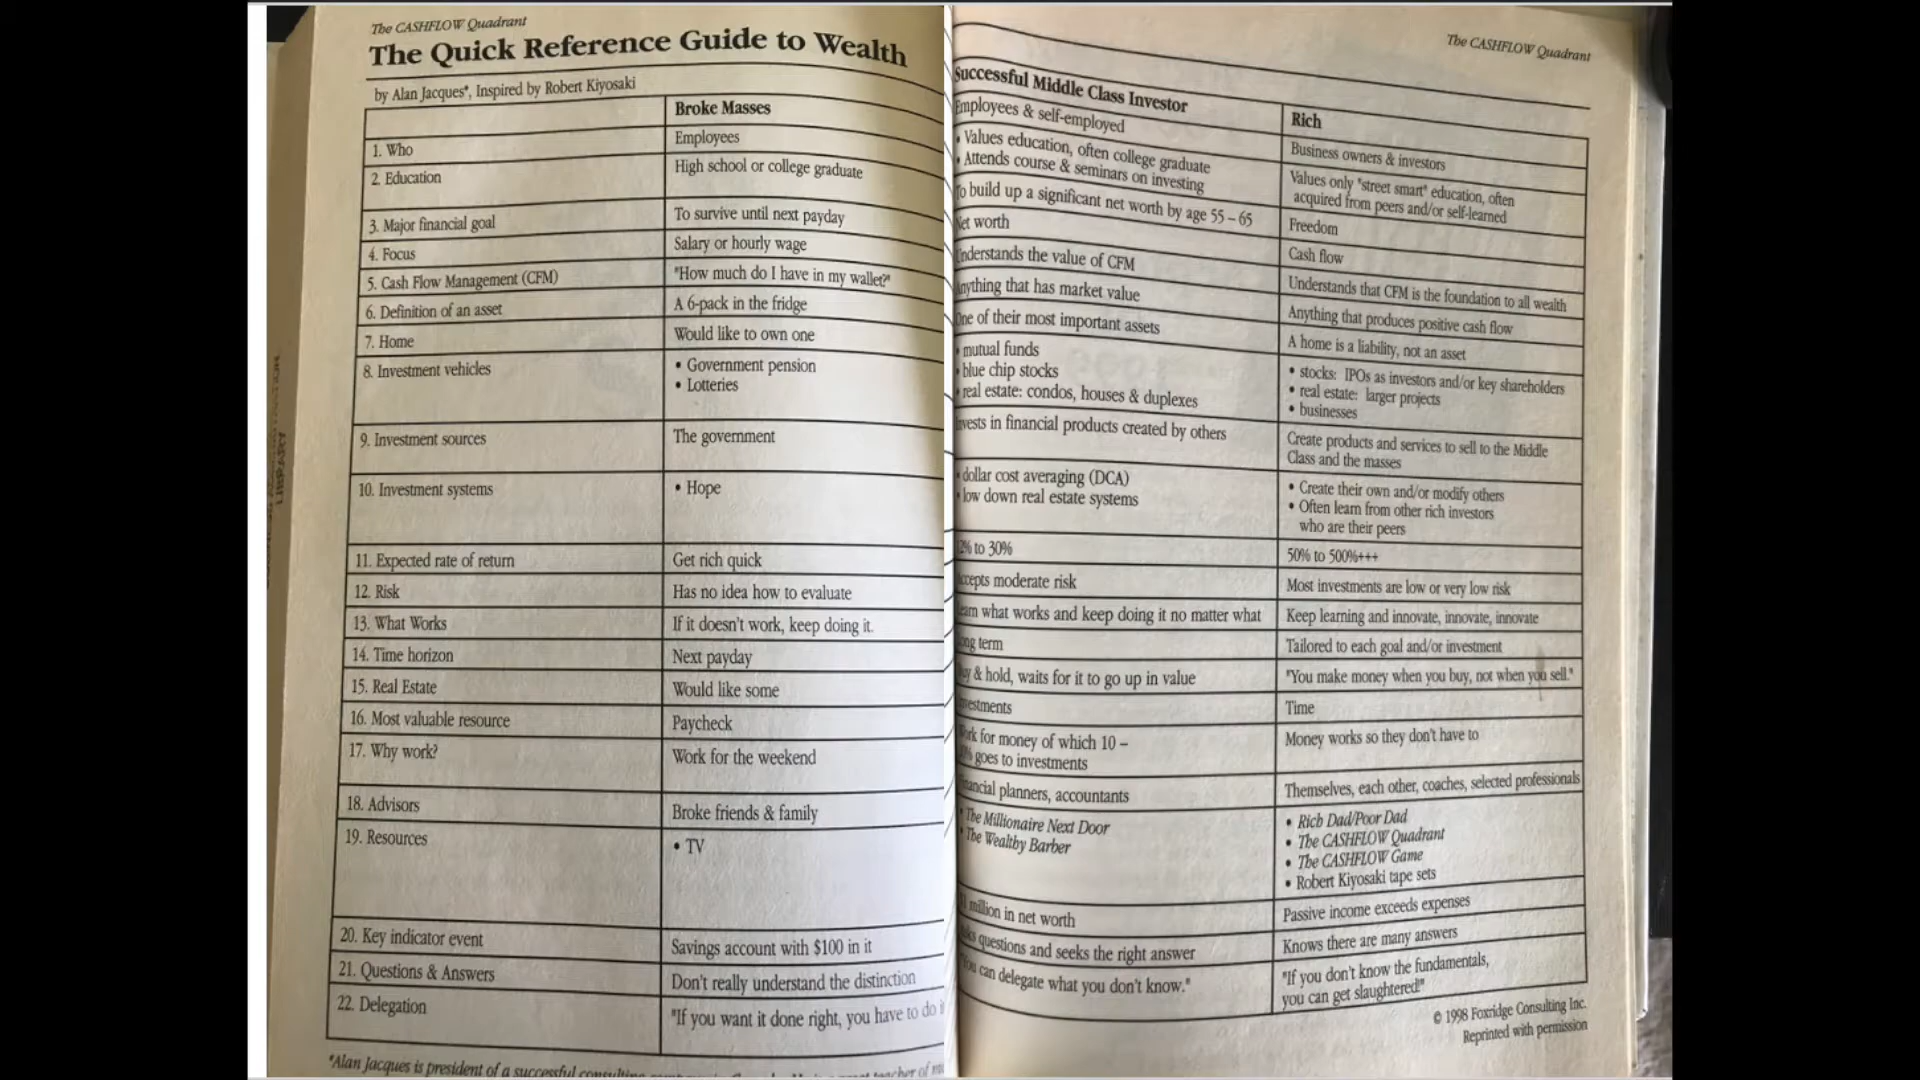 The CASHFLOW Quadrant
The Quick Reference Guide to Wealth
by Alan Jacques*, Inspired by Robert Kiyosaki
Broke Masses
1. Who
Employees
2. Education
High school or college graduate
3. Major financial goal
To survive until next payday
4. Focus
Salary or hourly wage
5. Cash Flow Management (CFM)
"How much do I have in my wallet?"
6. Definition of an asset
A 6-pack in the fridge
7. Home
Would like to own one
8. Investment vehicles
• Government pension
• Lotteries
9. Investment sources
The government
10. Investment systems
• Hope
11. Expected rate of return
Get rich quick
12. Risk
Has no idea how to evaluate
13. What Works
If it doesn't work, keep doing it.
14. Time horizon
Next payday
15. Real Estate
Would like some
16. Most valuable resource
Paycheck
17. Why work?
Work for the weekend
18. Advisors
Broke friends & family
19. Resources
• TV
20. Key indicator event
Savings account with $100 in it
21. Questions & Answers
Don't really understand the distinction
22. Delegation
"If you want it done right, you have to do
*Alan Jacques is president of a successful consulting
teacher of
LIBRARY
The CASHFLOW Quadrant
Successful Middle Class Investor
Rich
Employees & self-employed
Business owners & investors
• Values education, often college graduate
• Attends course & seminars on investing
Values only "street smart" education, often
acquired from peers and/or self-learned
To build up a significant net worth by age 55 – 65
Freedom
Net worth
Cash flow
Understands the value of CFM
Understands that CFM is the foundation to all wealth
Anything that has market value
Anything that produces positive cash flow
One of their most important assets
A home is a liability, not an asset
• mutual funds
• blue chip stocks
• real estate: condos, houses & duplexes
• stocks: IPOs as investors and/or key shareholders
• real estate: larger projects
• businesses
in financial products created by others
Create products and services to sell to the Middle
Class and the masses
• dollar cost averaging (DCA)
• low down real estate systems
• Create their own and/or modify others
• Often learn from other rich investors
who are their peers
to 30%
50% to 500%+++
moderate risk
Most investments are low or very low risk
what works and keep doing it no matter what
Keep learning and innovate, innovate, innovate
term
Tailored to each goal and/or investment
& hold, waits for it to go up in value
"You make money when you buy, not when you sell."
Time
for money of which 10 –
goes to investments
Money works so they don't have to
planners, accountants
Themselves, each other, coaches, selected professionals
• The Millionaire Next Door
• The Wealthy Barber
• Rich Dad/Poor Dad
• The CASHFLOW Quadrant
• The CASHFLOW Game
• Robert Kiyosaki tape sets
million in net worth
Passive income exceeds expenses
questions and seeks the right answer
Knows there are many answers
can delegate what you don't know."
"If you don't know the fundamentals,
you can get slaughtered!"
© 1998 Foxridge Consulting Inc.
Reprinted with permission